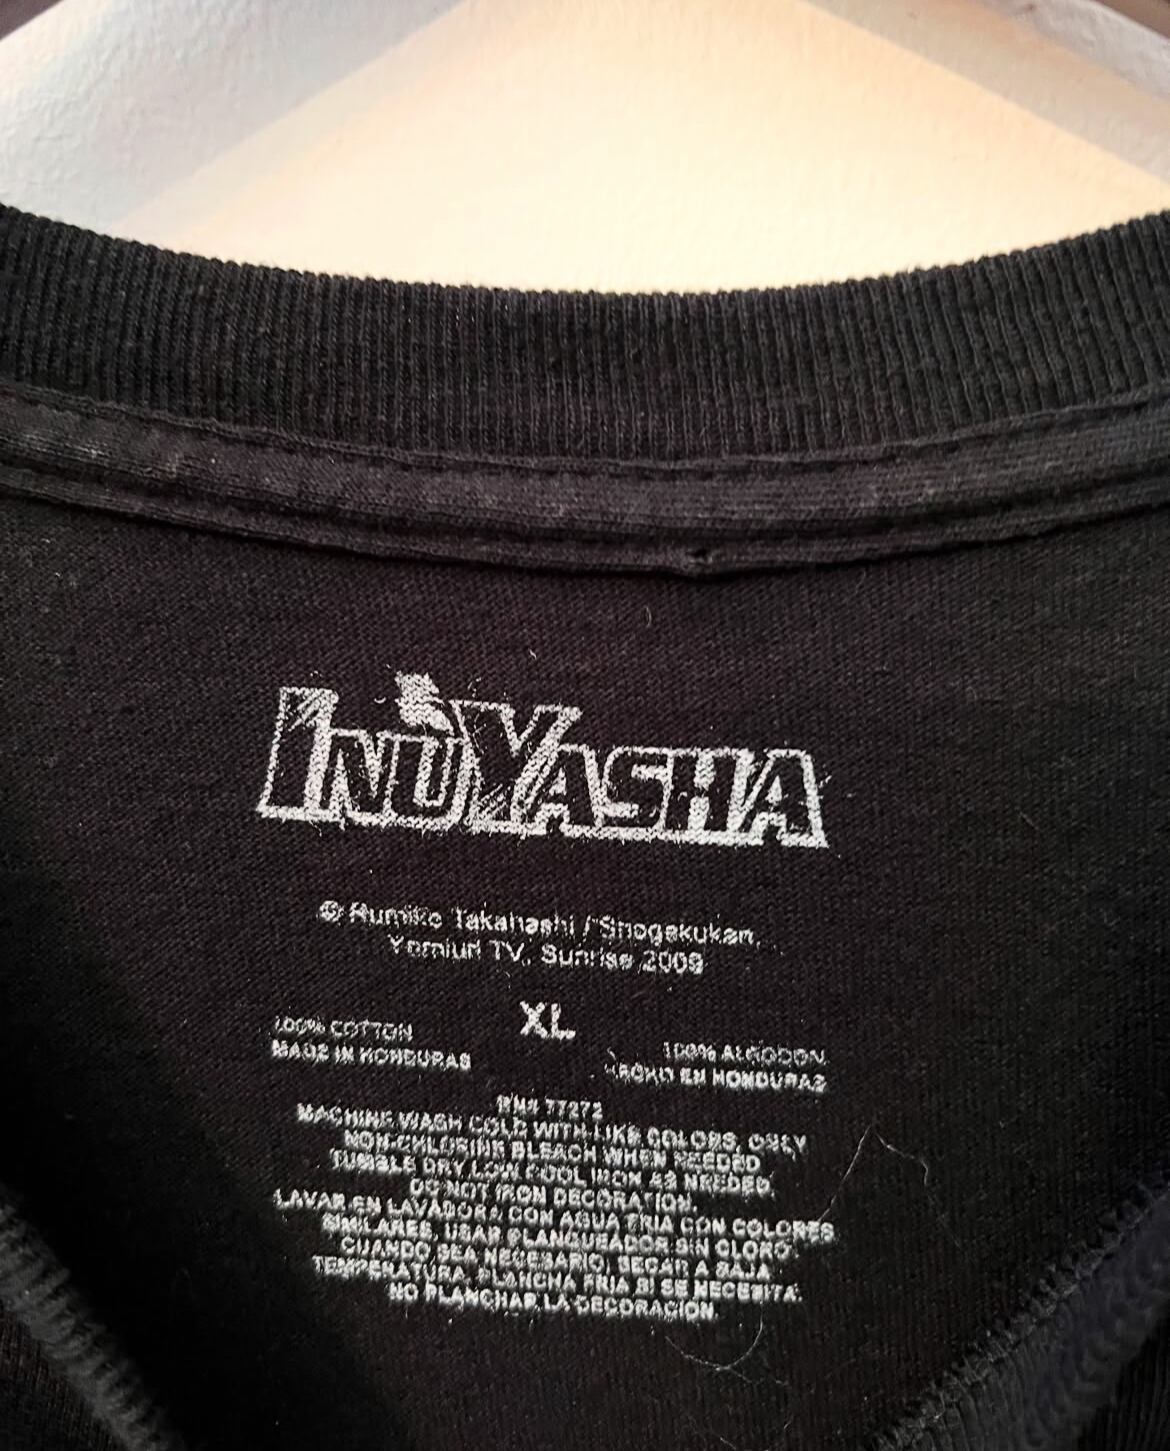 INUYASHA
© Rumiko Takahashi / Shogakukan,
Yomiuri TV, Sunrise 2009
XL
100% COTTON
MADE IN HONDURAS
100% ALGODON
HECHO EN HONDURAS
RN# 77272
MACHINE WASH COLD WITH LIKE COLORS, ONLY
NON-CHLORINE BLEACH WHEN NEEDED
TUMBLE DRY LOW COOL IRON AS NEEDED.
DO NOT IRON DECORATION.
LAVAR EN LAVADORA CON AGUA FRIA CON COLORES
SIMILARES, USAR BLANQUEADOR SIN CLORO
CUANDO SEA NECESARIO, SECAR A BAJA
TEMPERATURA, PLANCHA FRIA SI SE NECESITA.
NO PLANCHAR LA DECORACION.